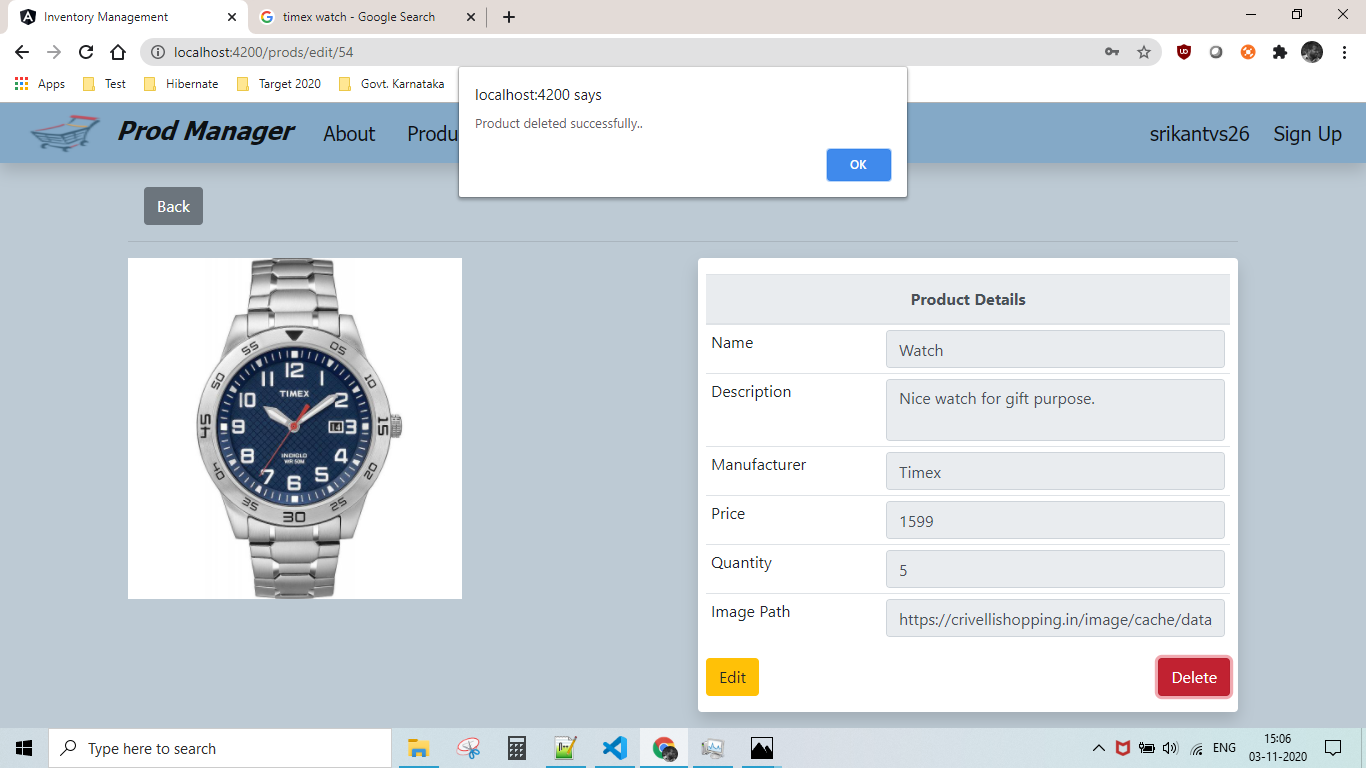 Inventory Management
timex watch - Google Search
localhost:4200/prods/edit/54
Apps
Test
Hibernate
Target 2020
Govt. Karnataka
localhost:4200 says
Product deleted successfully..
OK
Prod Manager
About
Produ
srikantvs26
Sign Up
Back
Product Details
Name
Watch
Description
Nice watch for gift purpose.
Manufacturer
Timex
Price
1599
Quantity
5
Image Path
https://crivellishopping.in/image/cache/data
Edit
Delete
55 05
50 10
45 15
40 20
35 25
30
12
11 1
10 2
9 3
8 4
7 5
6
TIMEX
14
INDIGLO
WR 50M
Type here to search
ENG
15:06
03-11-2020